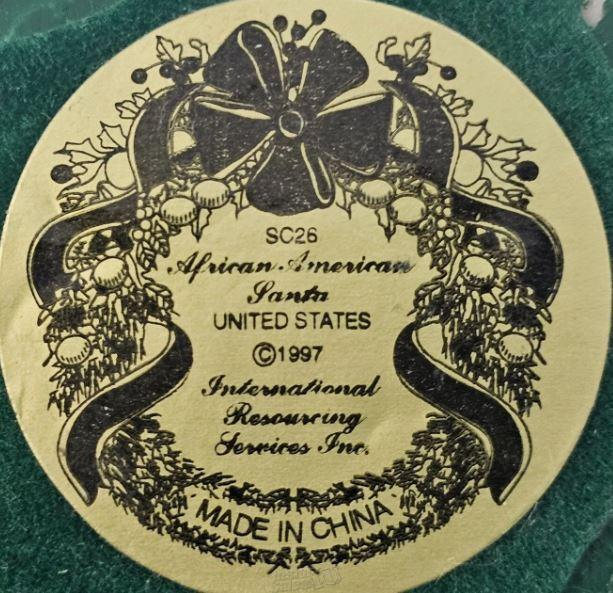 SC26
African-American
Santa
UNITED STATES
©1997
International
Resourcing
Services Inc.
MADE IN CHINA